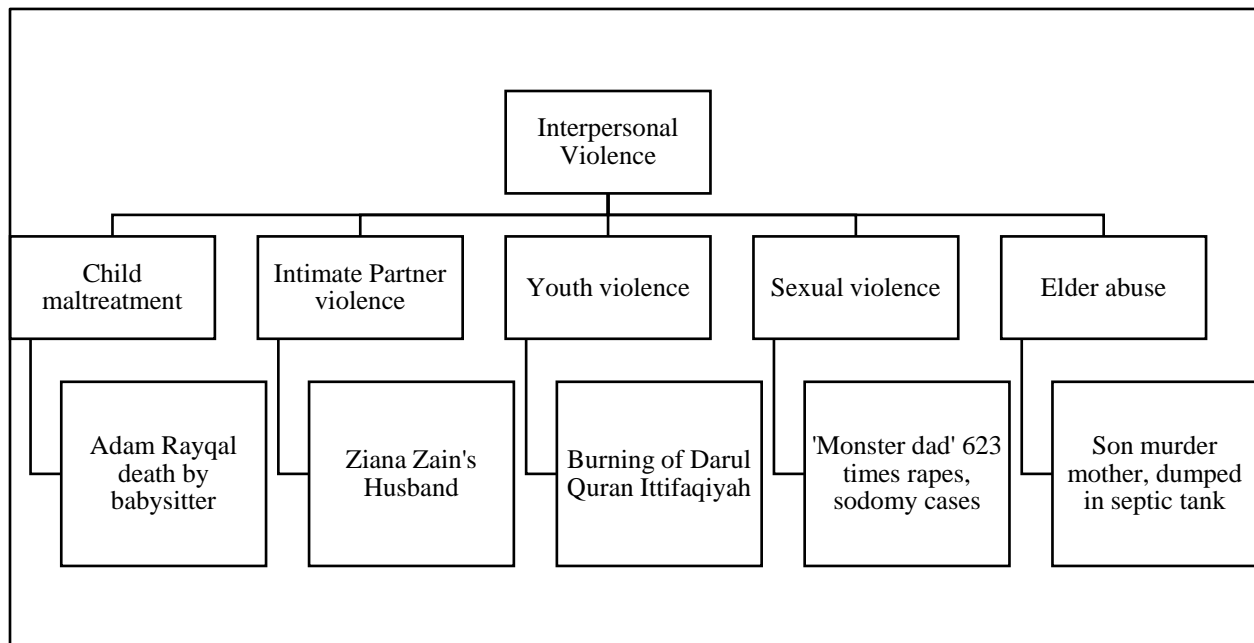 Interpersonal
Violence
Child
maltreatment
Intimate Partner
violence
Youth violence
Sexual violence
Elder abuse
Adam Rayqal
death by
babysitter
Ziana Zain's
Husband
Burning of Darul
Quran Ittifaqiyah
'Monster dad' 623
times rapes,
sodomy cases
Son murder
mother, dumped
in septic tank